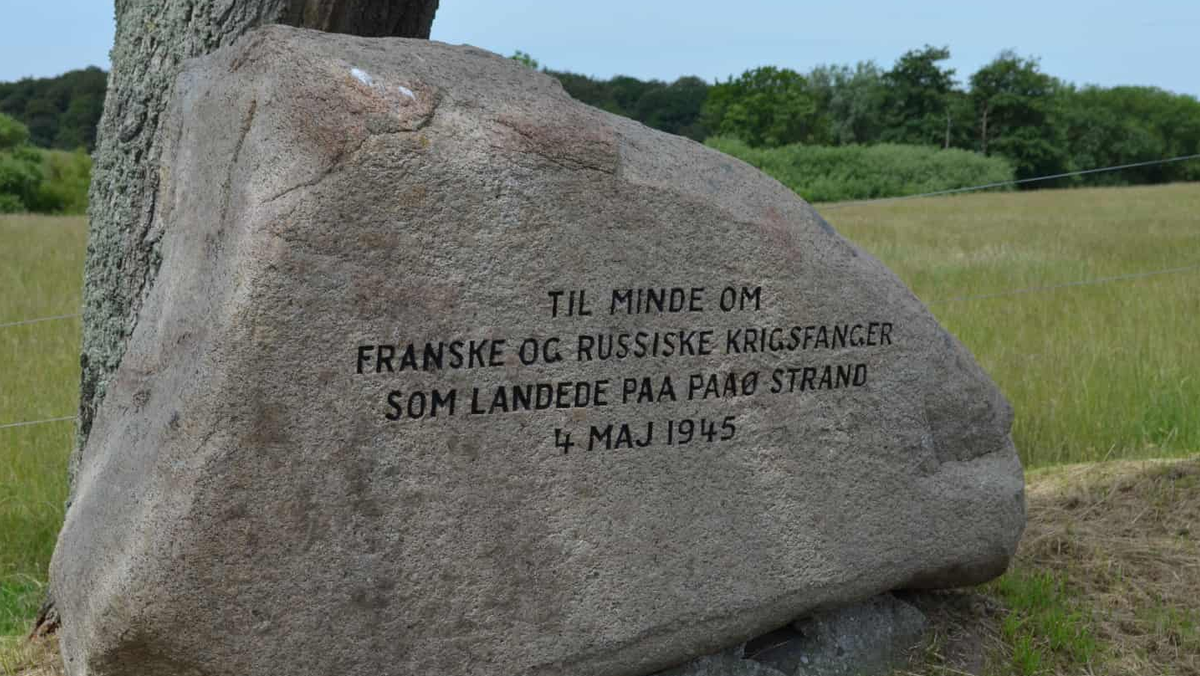 TIL MINDE OM
FRANSKE OG RUSSISKE KRIGSFANGER
SOM LANDEDE PAA PAAØ STRAND
4 MAJ 1945